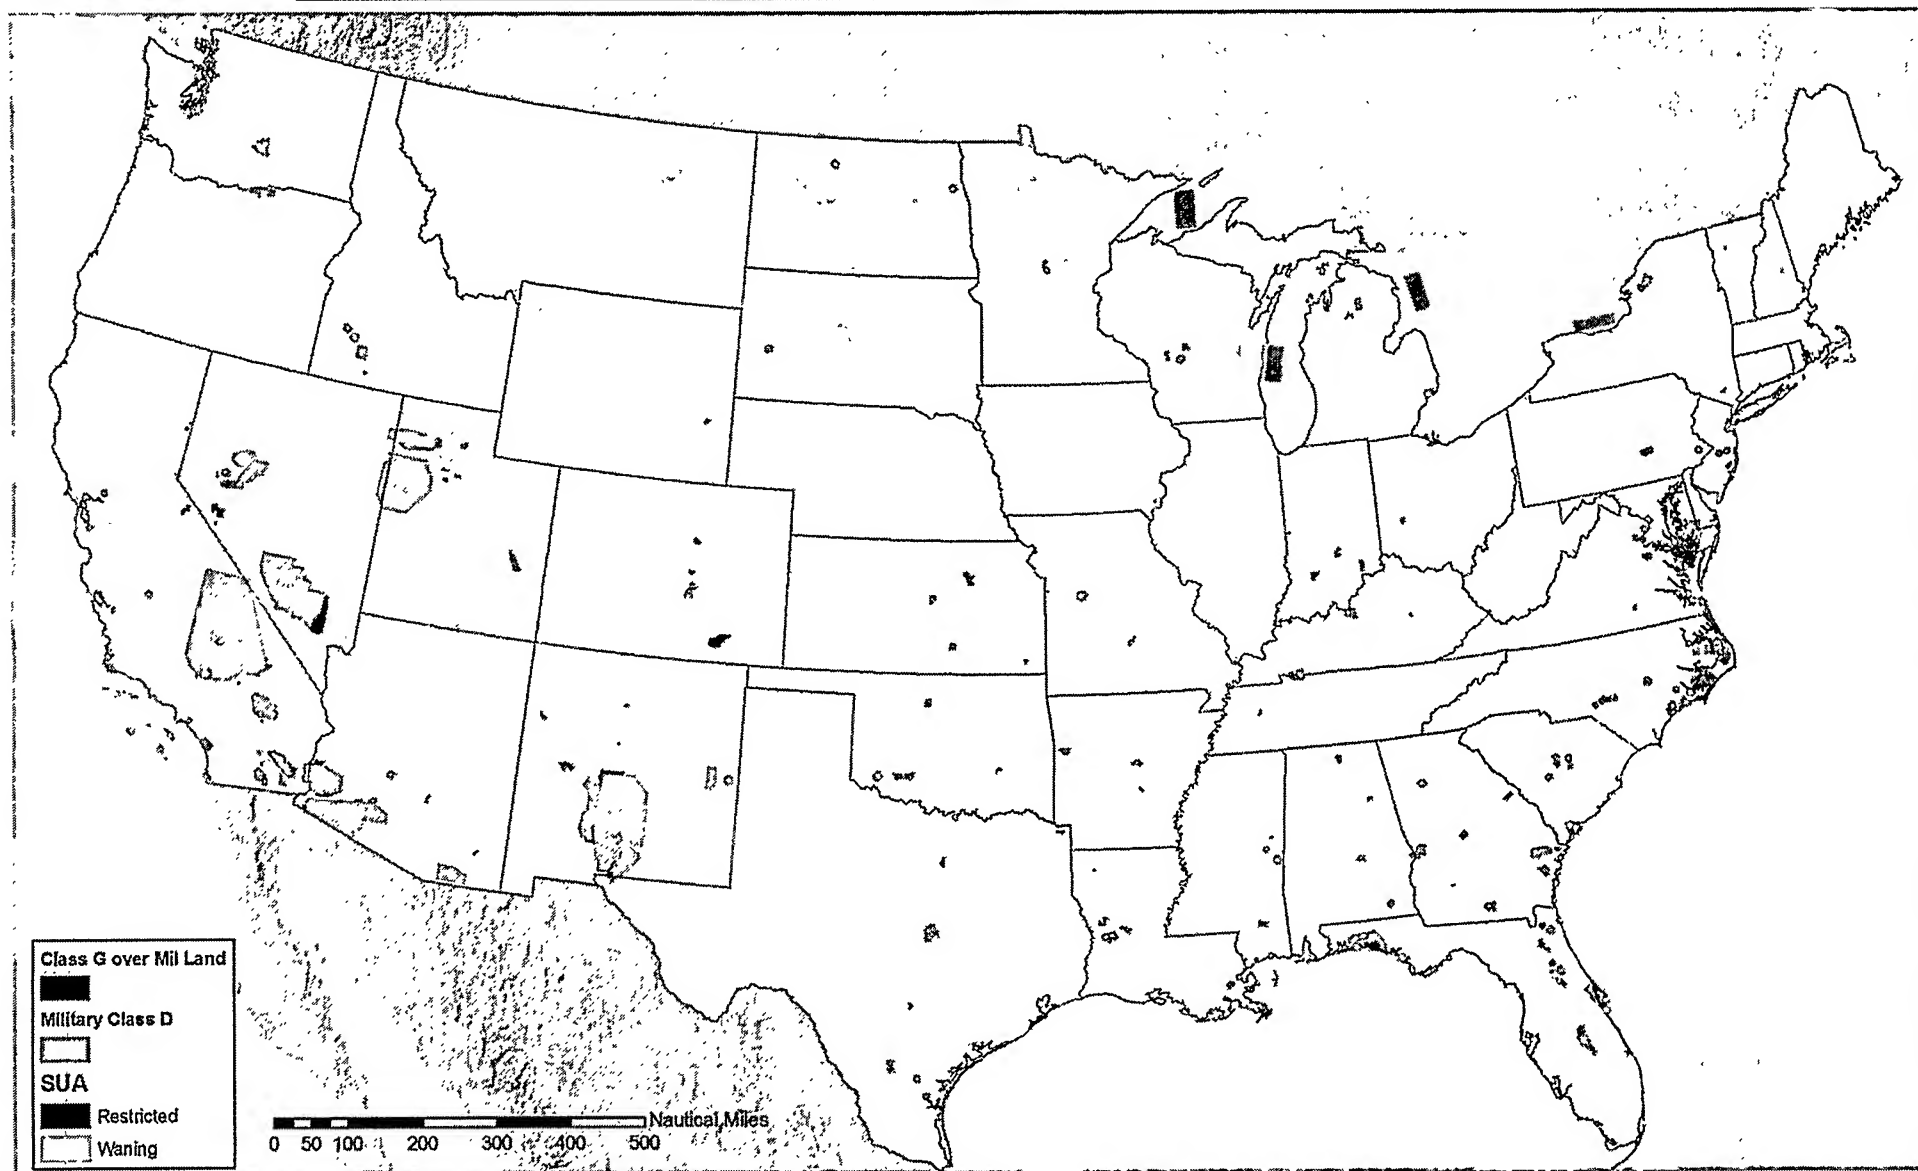 Class G over Mil Land
Military Class D
SUA
Restricted
Waning
Nautical Miles
0 50 100 200 300 400 500